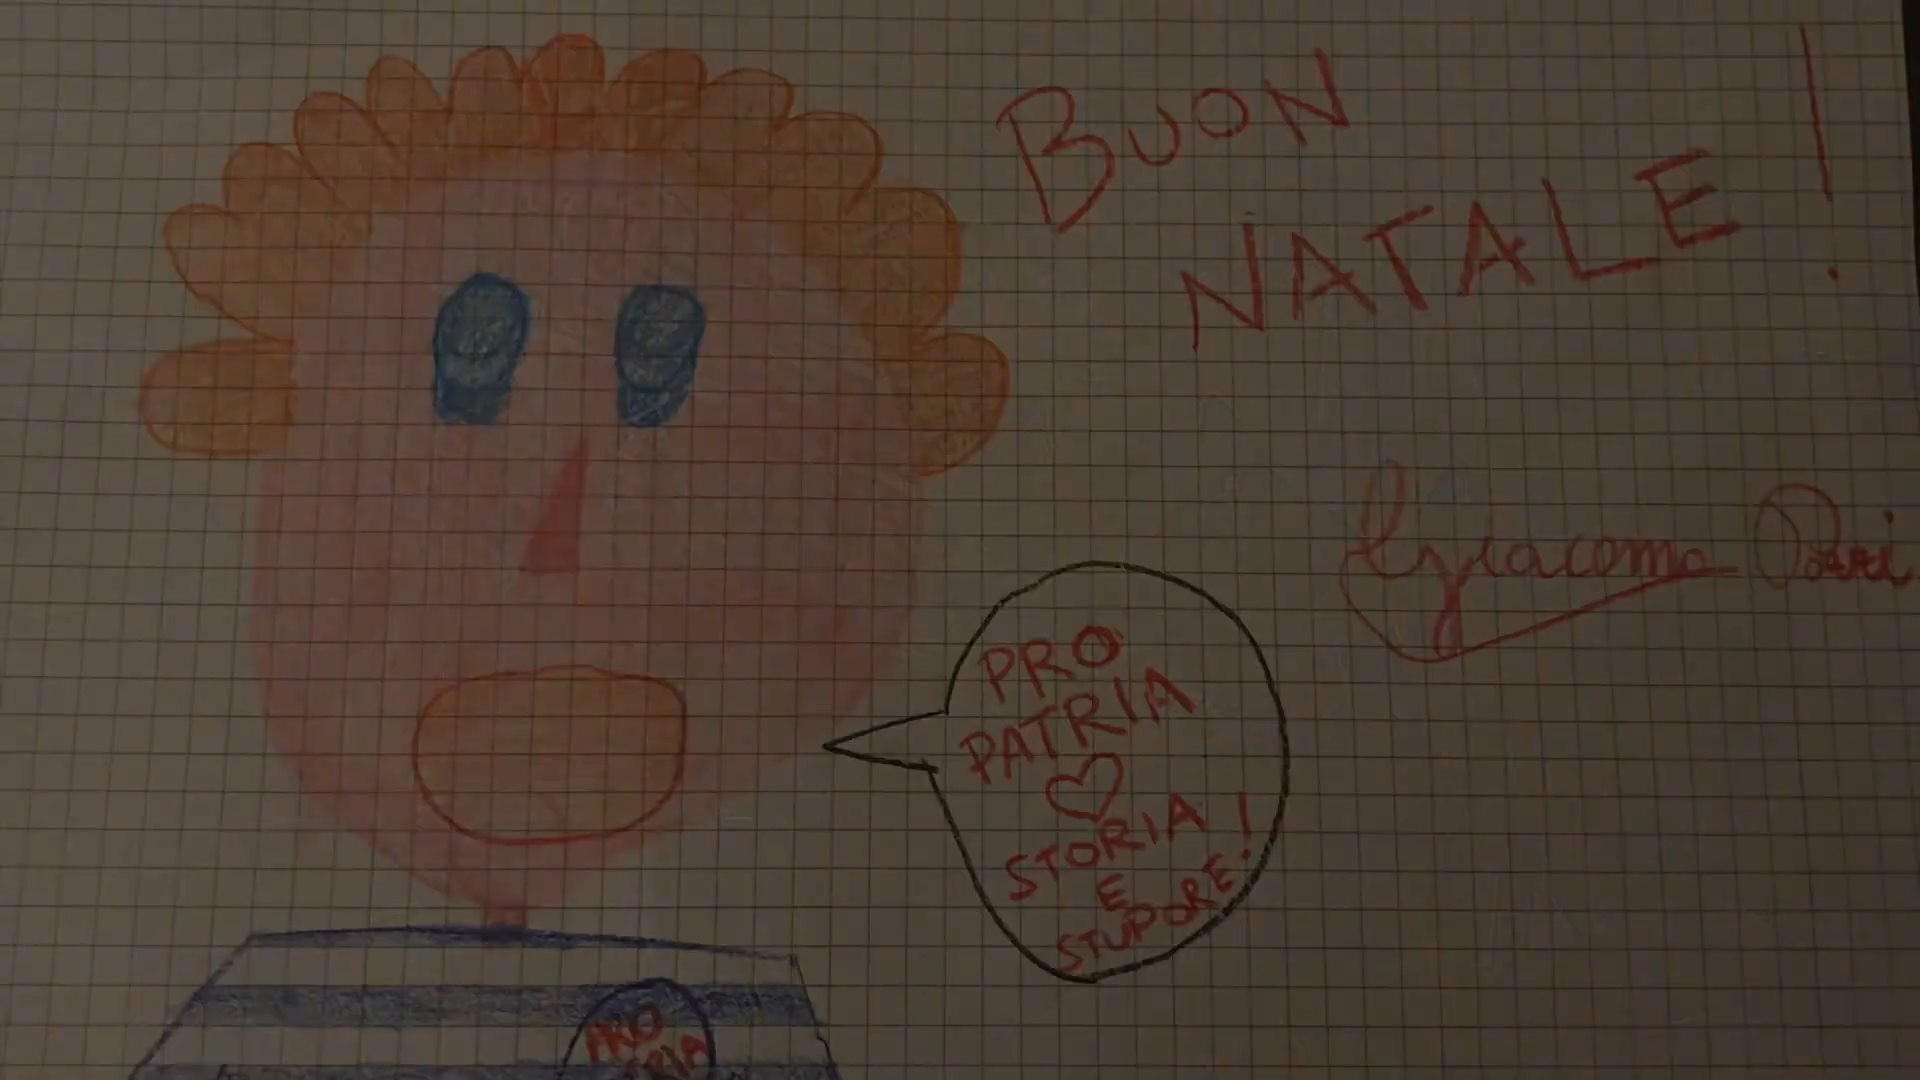 BUON
NATALE!
Giacomo
PRO
PATRIA
STORIA
E
STUPORE!